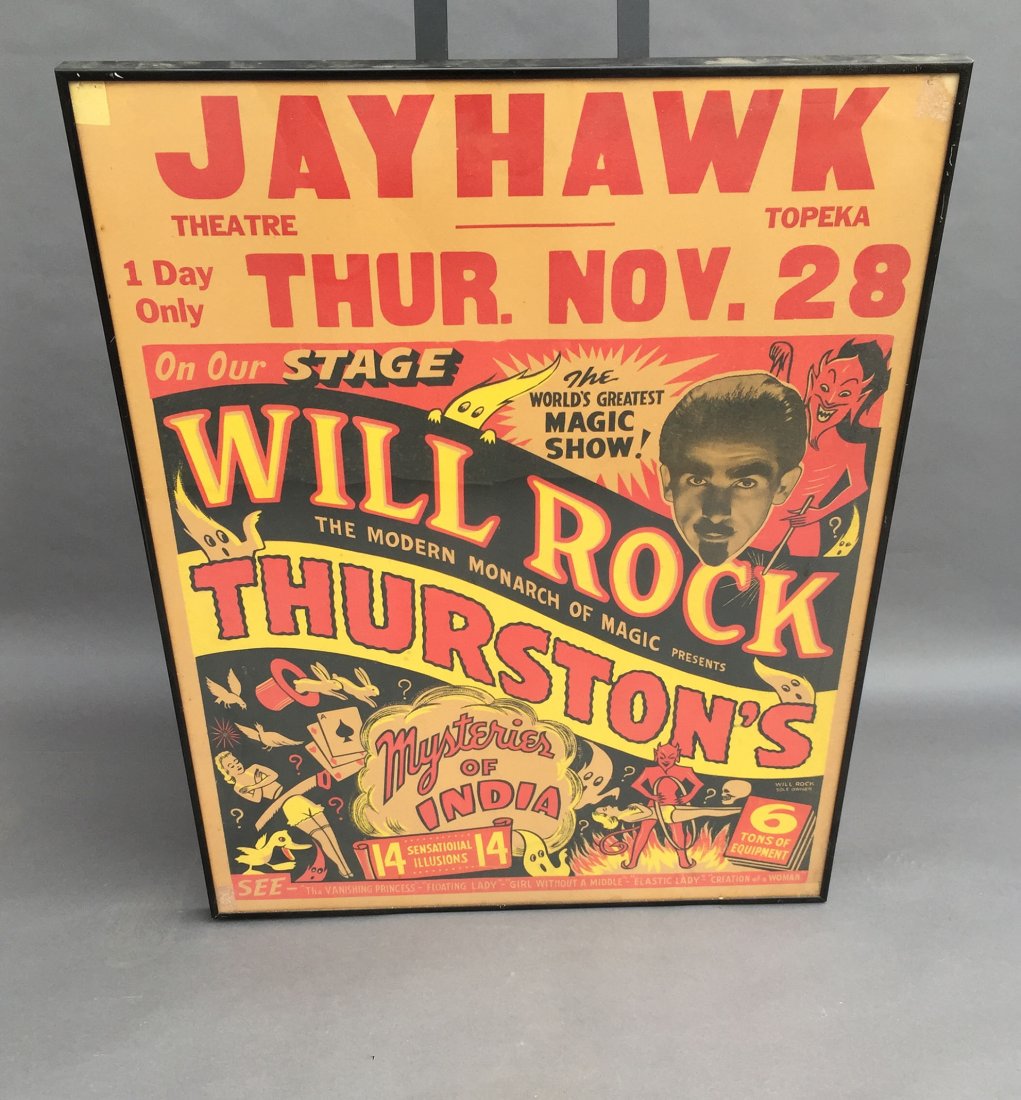 JAYHAWK
THEATRE TOPEKA
1 Day Only
THUR. NOV. 28
On Our STAGE
The
WORLD'S GREATEST
MAGIC
SHOW!
WILL ROCK
THE MODERN MONARCH OF MAGIC PRESENTS
THURSTON'S
?
?
A
Mysteries
OF
INDIA
?
?
?
?
?
?
WILL ROCK
SOLE OWNER
14 SENSATIONAL ILLUSIONS 14
6
TONS OF
EQUIPMENT
SEE - "The VANISHING PRINCESS - "FLOATING LADY" - GIRL WITHOUT A MIDDLE" - "ELASTIC LADY" "CREATION of a WOMAN